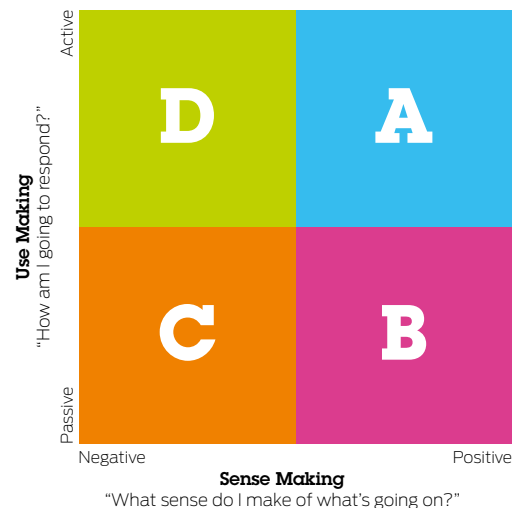 Active
D
A
Use Making
“How am I going to respond?”
C
B
Passive
Negative
Positive
Sense Making
“What sense do I make of what’s going on?”